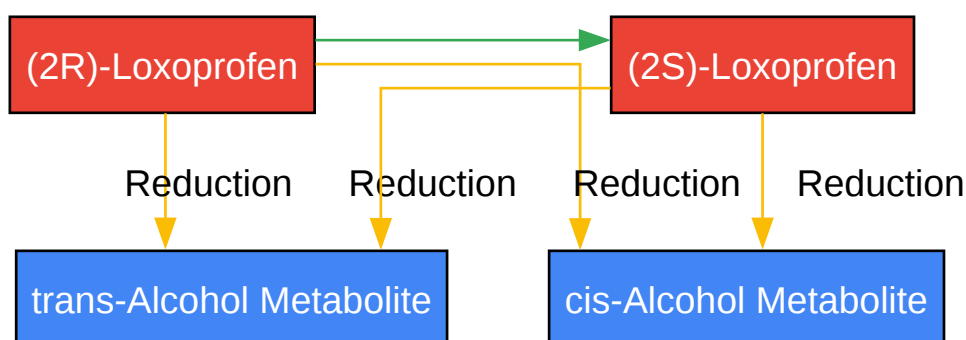 (2R)-Loxoprofen
(2S)-Loxoprofen
Reduction
Reduction
Reduction
Reduction
trans-Alcohol Metabolite
cis-Alcohol Metabolite